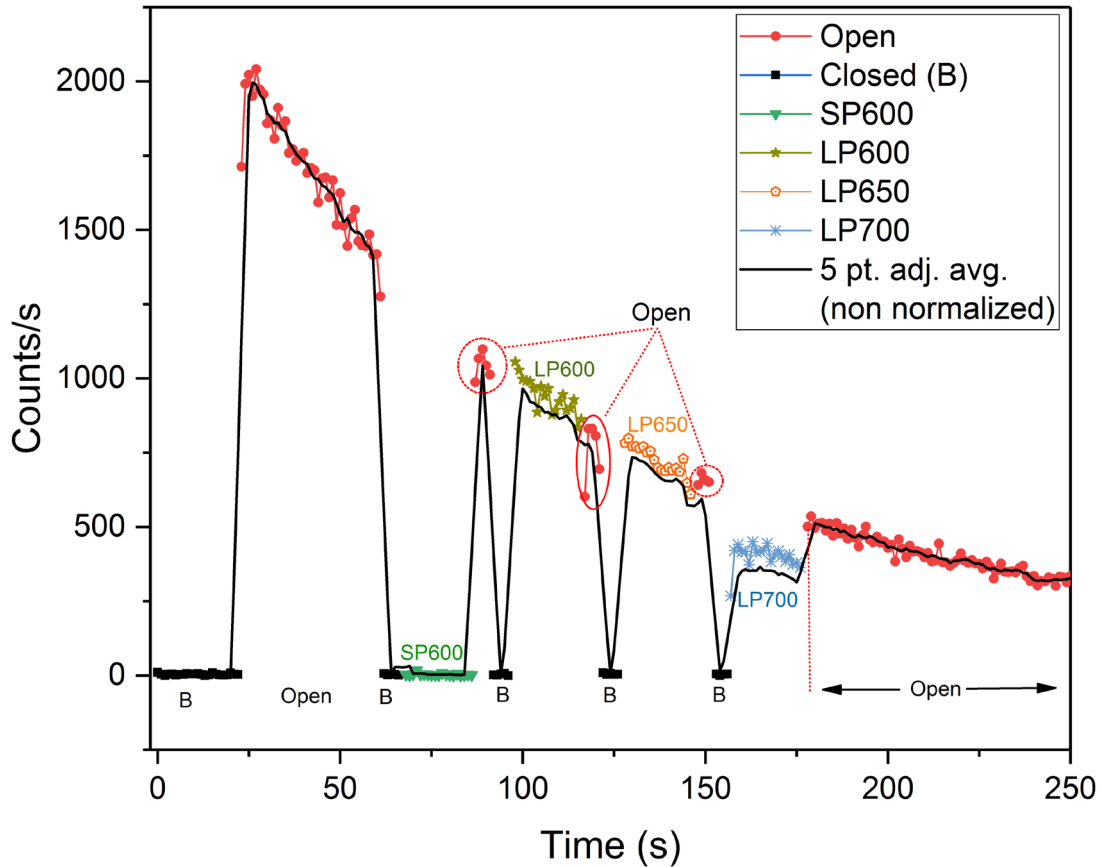 Open
Closed (B)
SP600
LP600
LP650
LP700
5 pt. adj. avg.
(non normalized)
2000
1500
1000
500
0
Counts/s
Open
LP600
LP650
LP700
SP600
B
Open
B
B
B
B
Open
0
50
100
150
200
250
Time (s)